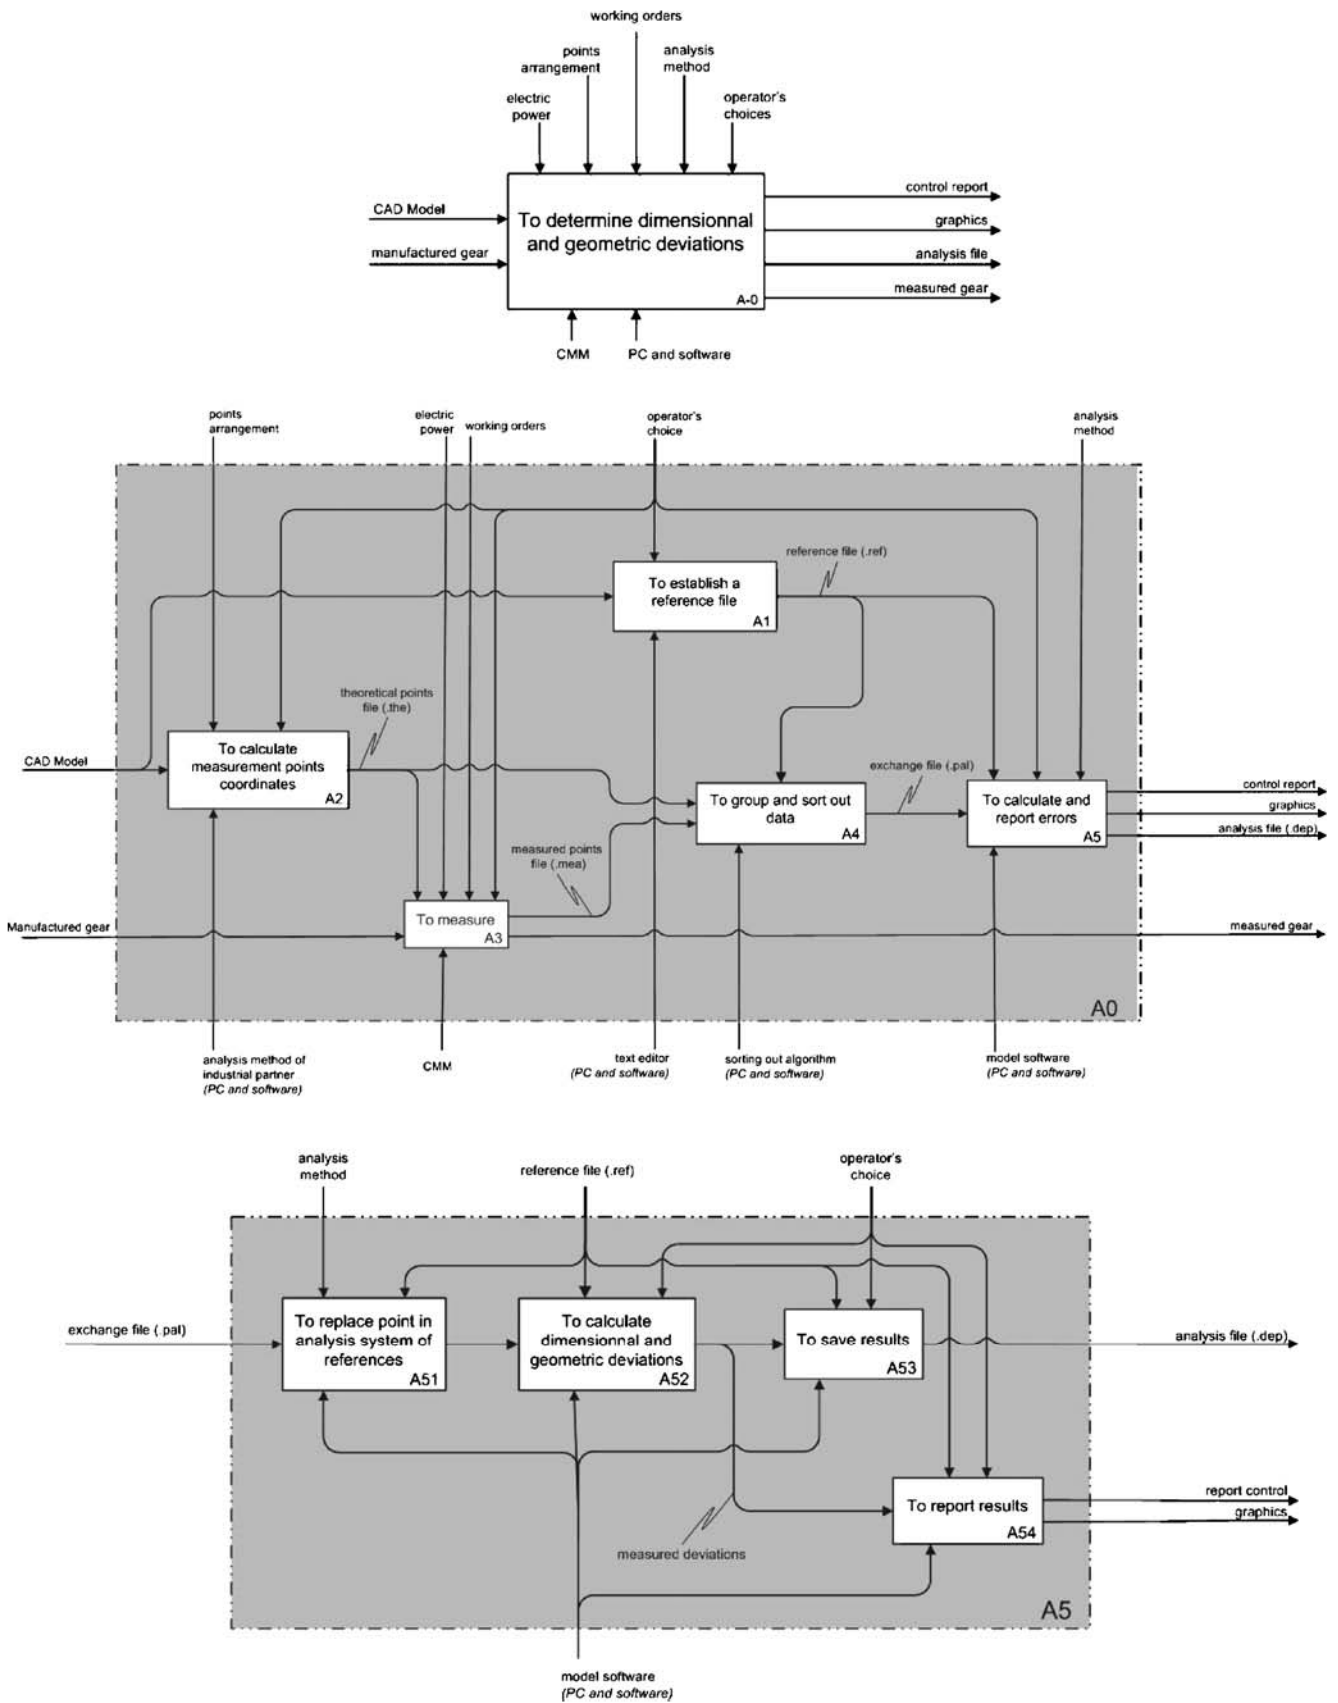 working orders
points
arrangement
analysis
method
electric
power
operator's
choices
CAD Model
manufactured gear
To determine dimensionnal
and geometric deviations
A-0
control report
graphics
analysis file
measured gear
CMM
PC and software
points
arrangement
electric
power
working orders
operator's
choice
analysis
method
reference file (.ref)
To establish a
reference file
A1
theoretical points
file (.the)
CAD Model
To calculate
measurement points
coordinates
A2
exchange file (.pal)
To group and sort out
data
A4
To calculate and
report errors
A5
control report
graphics
analysis file (.dep)
measured points
file (.mea)
To measure
A3
Manufactured gear
measured gear
A0
analysis method of
industrial partner
(PC and software)
CMM
text editor
(PC and software)
sorting out algorithm
(PC and software)
model software
(PC and software)
analysis
method
reference file (.ref)
operator's
choice
exchange file (.pal)
To replace point in
analysis system of
references
A51
To calculate
dimensionnal and
geometric deviations
A52
To save results
A53
analysis file (.dep)
To report results
A54
report control
graphics
measured deviations
A5
model software
(PC and software)